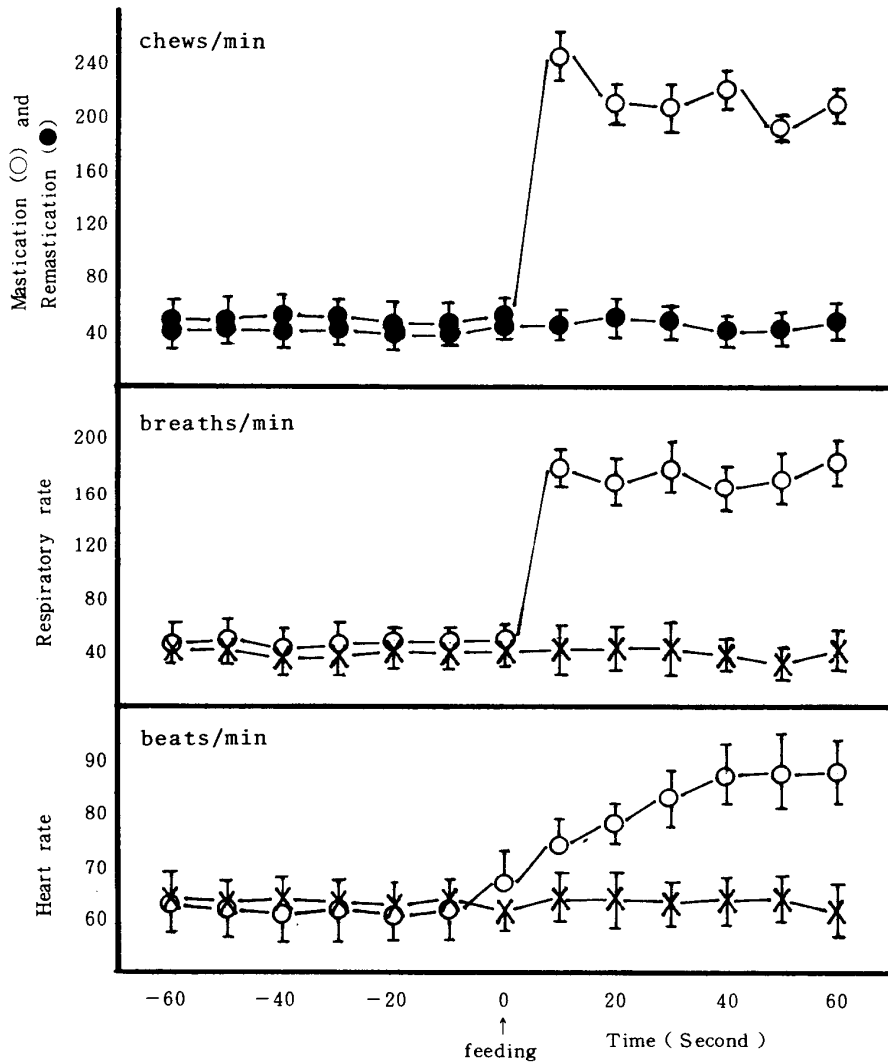 chews/min
240
200
160
120
80
40
Mastication (○) and
Remastication (●)
breaths/min
200
160
120
80
40
Respiratory rate
beats/min
90
80
70
60
Heart rate
-60 -40 -20 0 20 40 60
↑
feeding
Time ( Second )